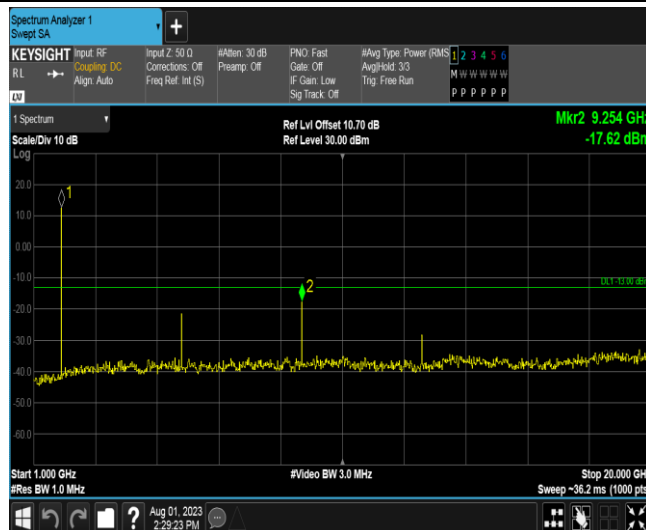 Spectrum Analyzer 1
Swept SA
+
KEYSIGHT
RL
LXI
Input: RF
Coupling: DC
Align: Auto
Input Z: 50 Ω
Corrections: Off
Freq Ref: Int (S)
#Atten: 30 dB
Preamp: Off
PNO: Fast
Gate: Off
IF Gain: Low
Sig Track: Off
#Avg Type: Power (RMS
Avg|Hold: 3/3
Trig: Free Run
1 2 3 4 5 6
M W W W W W
P P P P P P
1 Spectrum
Scale/Div 10 dB
Ref Lvl Offset 10.70 dB
Ref Level 30.00 dBm
Mkr2 9.254 GHz
-17.62 dBm
Log
20.0
10.0
0.00
-10.0
-20.0
-30.0
-40.0
-50.0
-60.0
1
2
DL1 -13.00 dBm
Start 1.000 GHz
#Res BW 1.0 MHz
#Video BW 3.0 MHz
Stop 20.000 GHz
Sweep ~36.2 ms (1000 pts
?
Aug 01, 2023
2:29:23 PM